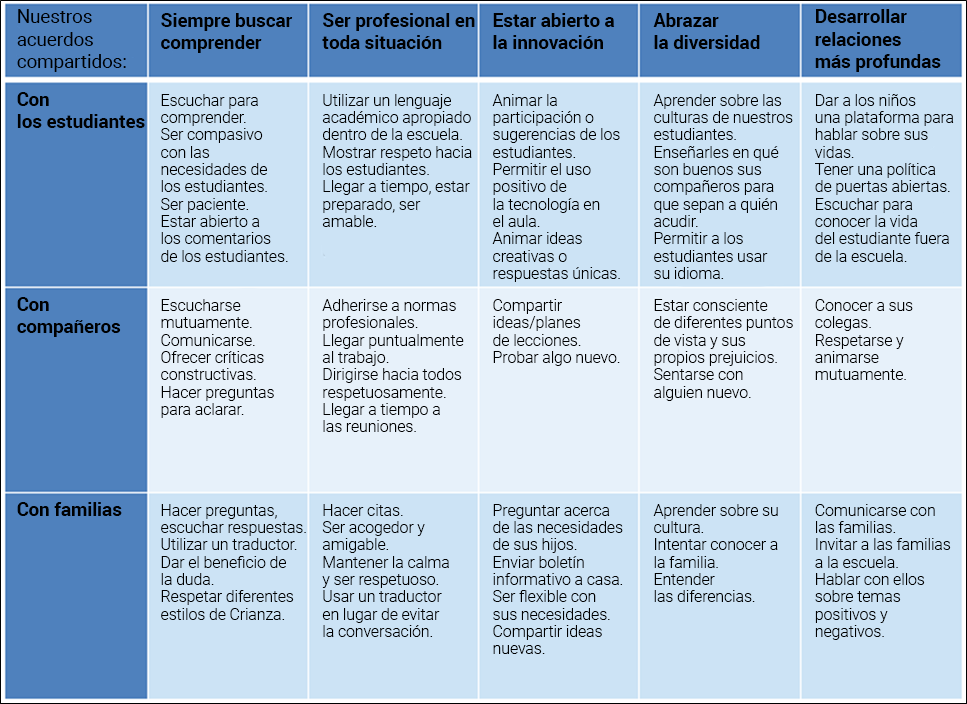 Nuestros
acuerdos
compartidos:
Siempre buscar
comprender
Ser profesional en
toda situación
Estar abierto a
la innovación
Abrazar
la diversidad
Desarrollar
relaciones
más profundas
Con
los estudiantes
Escuchar para
comprender.
Ser compasivo
con las
necesidades de
los estudiantes.
Ser paciente.
Estar abierto a
los comentarios
de los estudiantes.
Utilizar un lenguaje
académico apropiado
dentro de la escuela.
Mostrar respeto hacia
los estudiantes.
Llegar a tiempo, estar
preparado, ser
amable.
Animar la
participación o
sugerencias de los
estudiantes.
Permitir el uso
positivo de
la tecnología en
el aula.
Animar ideas
creativas o
respuestas únicas.
Aprender sobre las
culturas de nuestros
estudiantes.
Enseñarles en qué
son buenos sus
compañeros para
que sepan a quién
acudir.
Permitir a los
estudiantes usar
su idioma.
Dar a los niños
una plataforma para
hablar sobre sus
vidas.
Tener una política
de puertas abiertas.
Escuchar para
conocer la vida
del estudiante fuera
de la escuela.
Con
compañeros
Escucharse
mutuamente.
Comunicarse.
Ofrecer críticas
constructivas.
Hacer preguntas
para aclarar.
Adherirse a normas
profesionales.
Llegar puntualmente
al trabajo.
Dirigirse hacia todos
respetuosamente.
Llegar a tiempo a
las reuniones.
Compartir
ideas/planes
de lecciones.
Probar algo nuevo.
Estar consciente
de diferentes puntos
de vista y sus
propios prejuicios.
Sentarse con
alguien nuevo.
Conocer a sus
colegas.
Respetarse y
animarse
mutuamente.
Con familias
Hacer preguntas,
escuchar respuestas.
Utilizar un traductor.
Dar el beneficio de
la duda.
Respetar diferentes
estilos de Crianza.
Hacer citas.
Ser acogedor y
amigable.
Mantener la calma
y ser respetuoso.
Usar un traductor
en lugar de evitar
la conversación.
Preguntar acerca
de las necesidades
de sus hijos.
Enviar boletín
informativo a casa.
Ser flexible con
sus necesidades.
Compartir ideas
nuevas.
Aprender sobre su
cultura.
Intentar conocer a
la familia.
Entender
las diferencias.
Comunicarse con
las familias.
Invitar a las familias
a la escuela.
Hablar con ellos
sobre temas
positivos y
negativos.